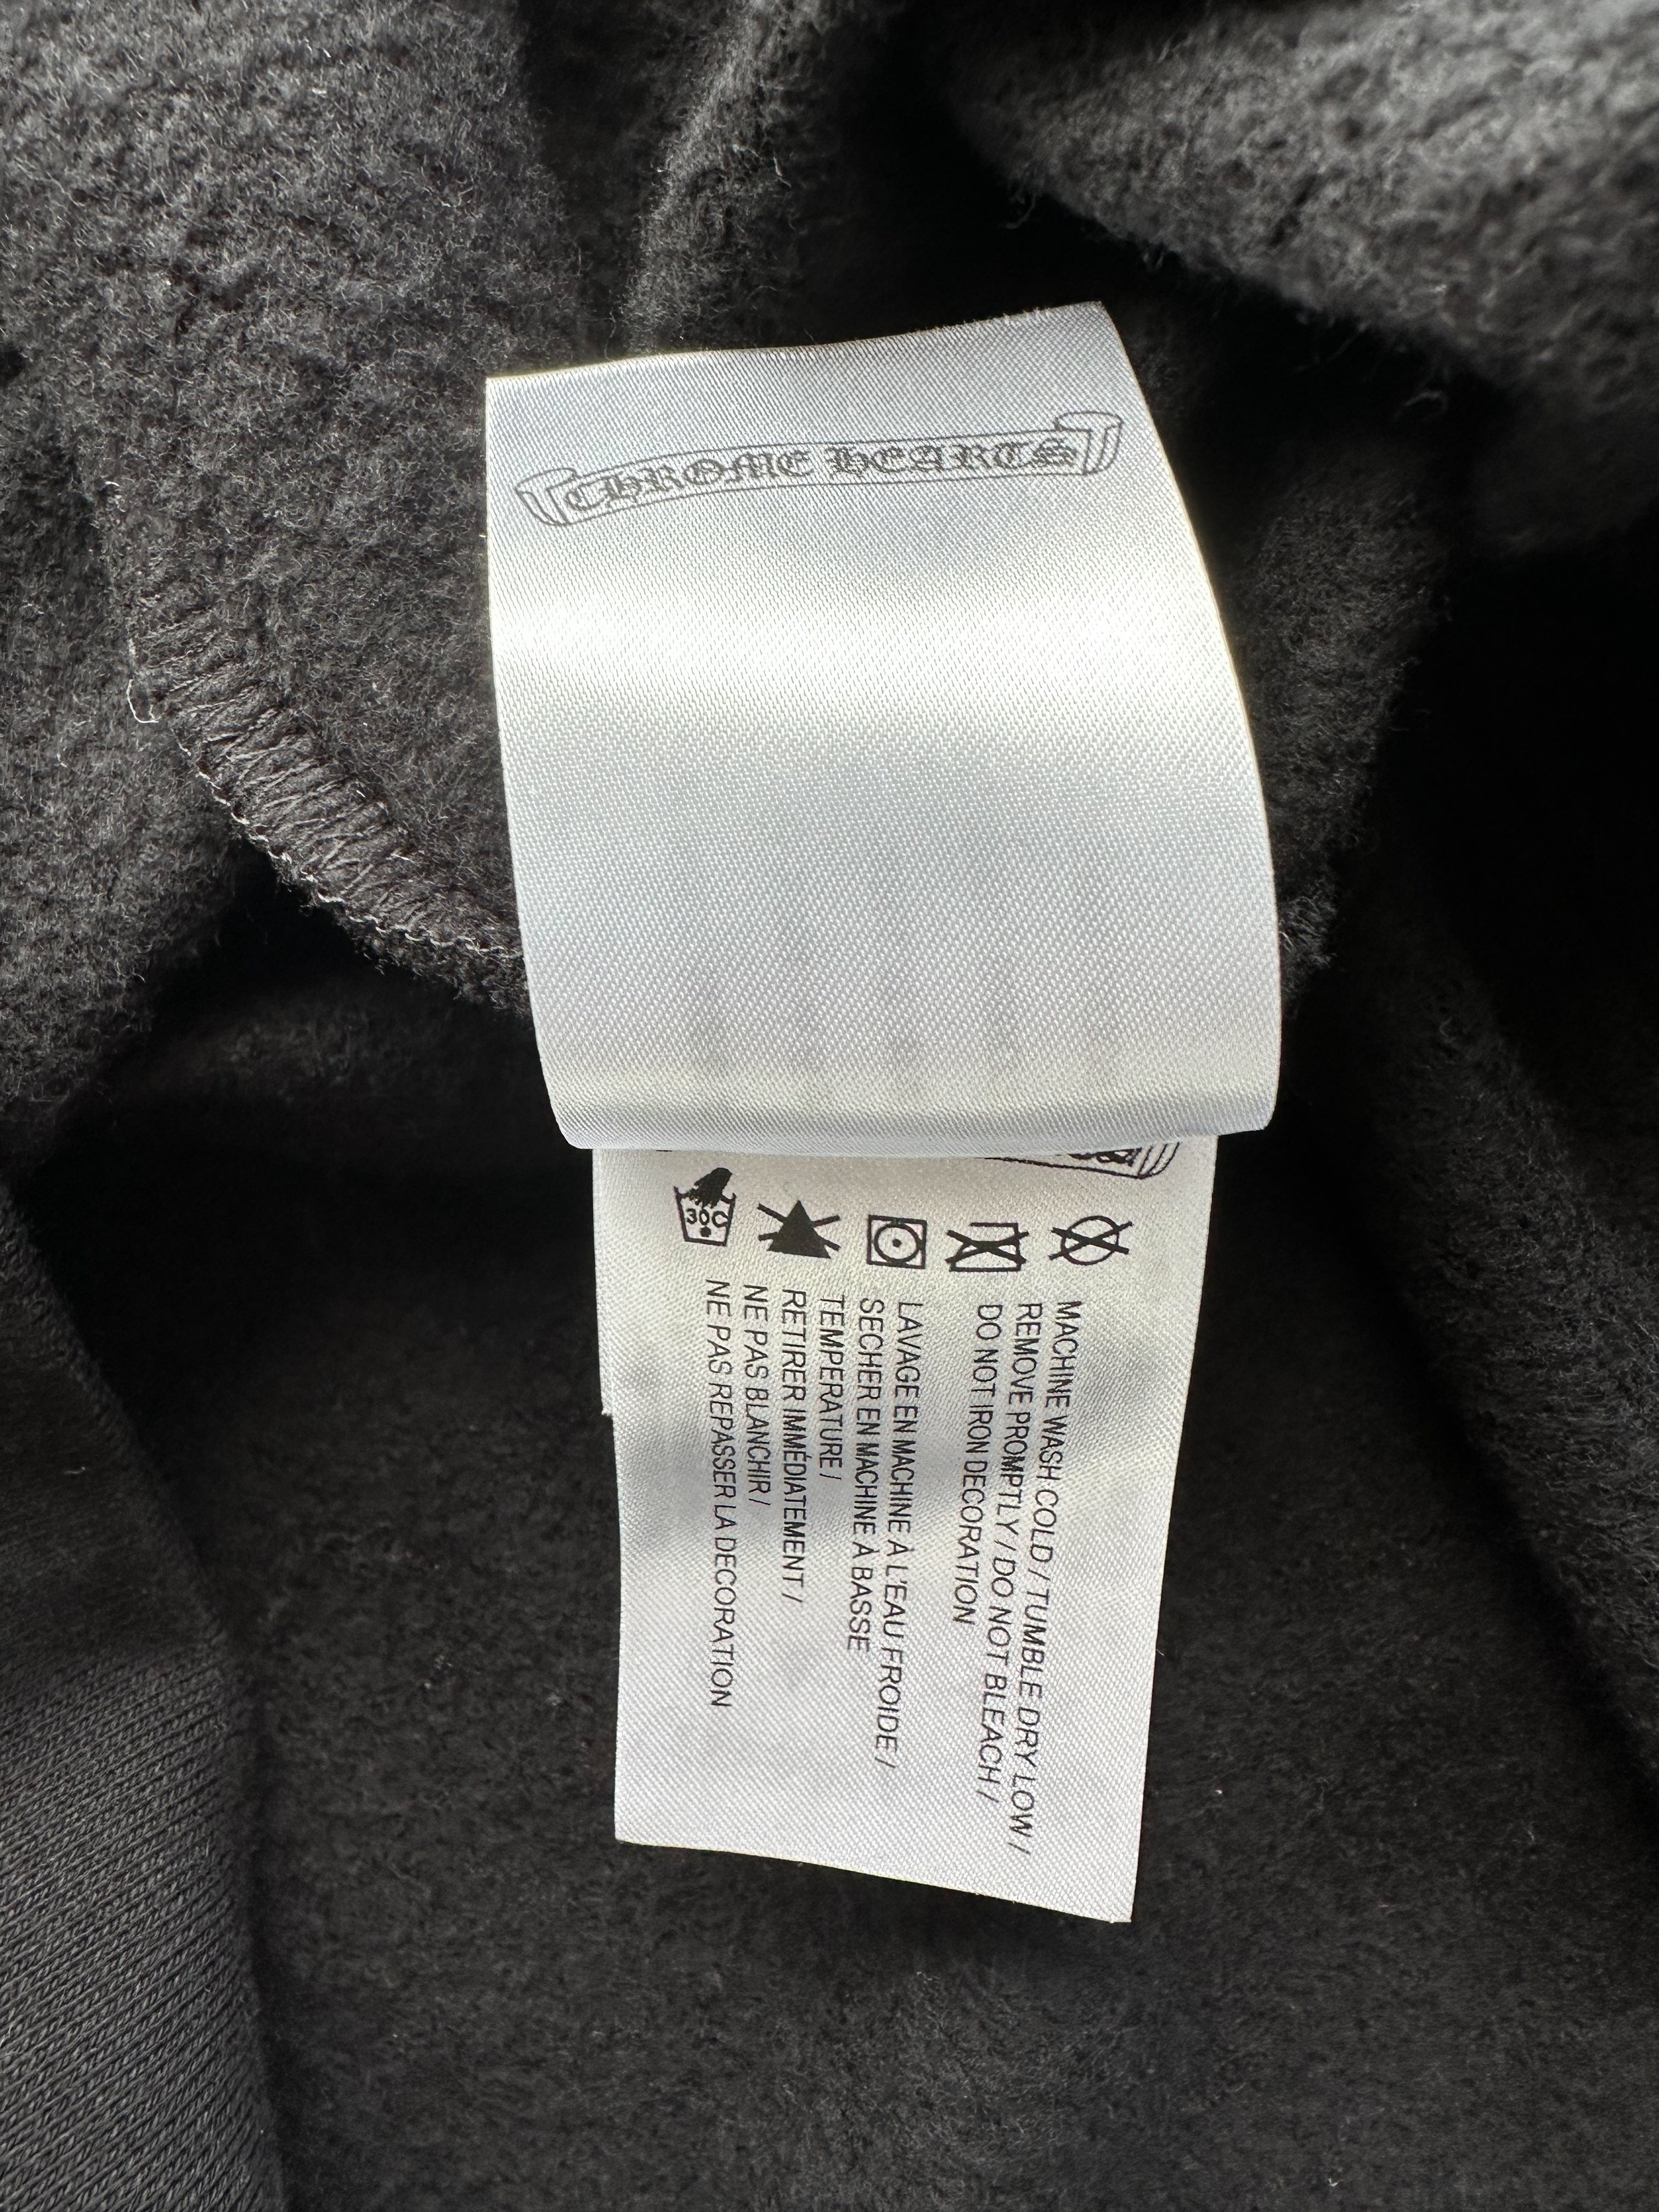 CHROME HEARTS
30C
MACHINE WASH COLD / TUMBLE DRY LOW /
REMOVE PROMPTLY / DO NOT BLEACH /
DO NOT IRON DECORATION
LAVAGE EN MACHINE À L'EAU FROIDE /
SECHER EN MACHINE À BASSE
TEMPERATURE /
RETIRER IMMÉDIATEMENT /
NE PAS BLANCHIR /
NE PAS REPASSER LA DECORATION